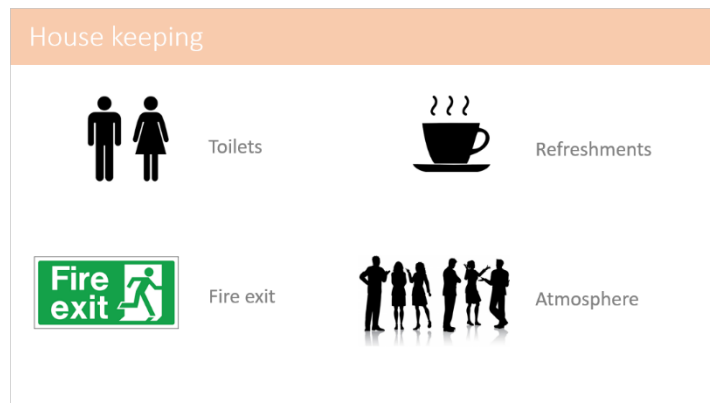 House keeping
Toilets
Refreshments
Fire
exit
Fire exit
Atmosphere